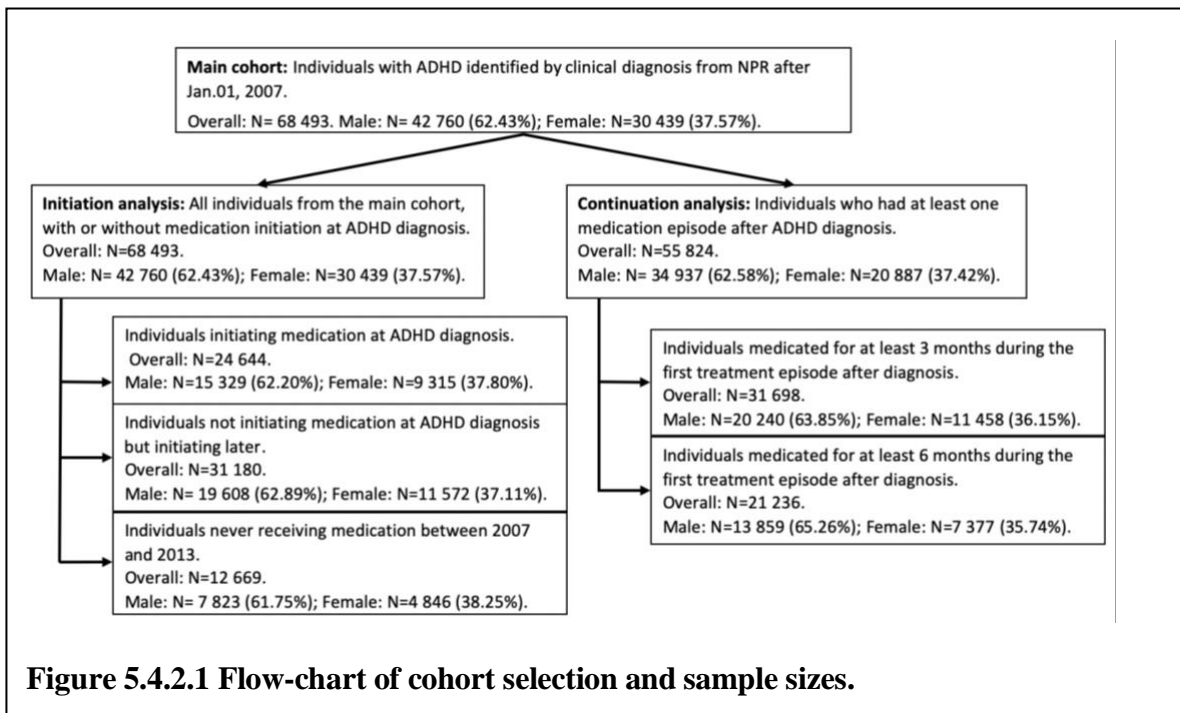 Main cohort: Individuals with ADHD identified by clinical diagnosis from NPR after
Jan.01, 2007.
Overall: N= 68 493. Male: N= 42 760 (62.43%); Female: N=30 439 (37.57%).
Initiation analysis: All individuals from the main cohort,
with or without medication initiation at ADHD diagnosis.
Overall: N=68 493.
Male: N= 42 760 (62.43%); Female: N=30 439 (37.57%).
Continuation analysis: Individuals who had at least one
medication episode after ADHD diagnosis.
Overall: N=55 824.
Male: N= 34 937 (62.58%); Female: N=20 887 (37.42%).
Individuals initiating medication at ADHD diagnosis.
Overall: N=24 644.
Male: N=15 329 (62.20%); Female: N=9 315 (37.80%).
Individuals not initiating medication at ADHD diagnosis
but initiating later.
Overall: N=31 180.
Male: N= 19 608 (62.89%); Female: N=11 572 (37.11%).
Individuals never receiving medication between 2007
and 2013.
Overall: N=12 669.
Male: N= 7 823 (61.75%); Female: N=4 846 (38.25%).
Individuals medicated for at least 3 months during the
first treatment episode after diagnosis.
Overall: N=31 698.
Male: N=20 240 (63.85%); Female: N=11 458 (36.15%).
Individuals medicated for at least 6 months during the
first treatment episode after diagnosis.
Overall: N=21 236.
Male: N=13 859 (65.26%); Female: N=7 377 (35.74%).
Figure 5.4.2.1 Flow-chart of cohort selection and sample sizes.